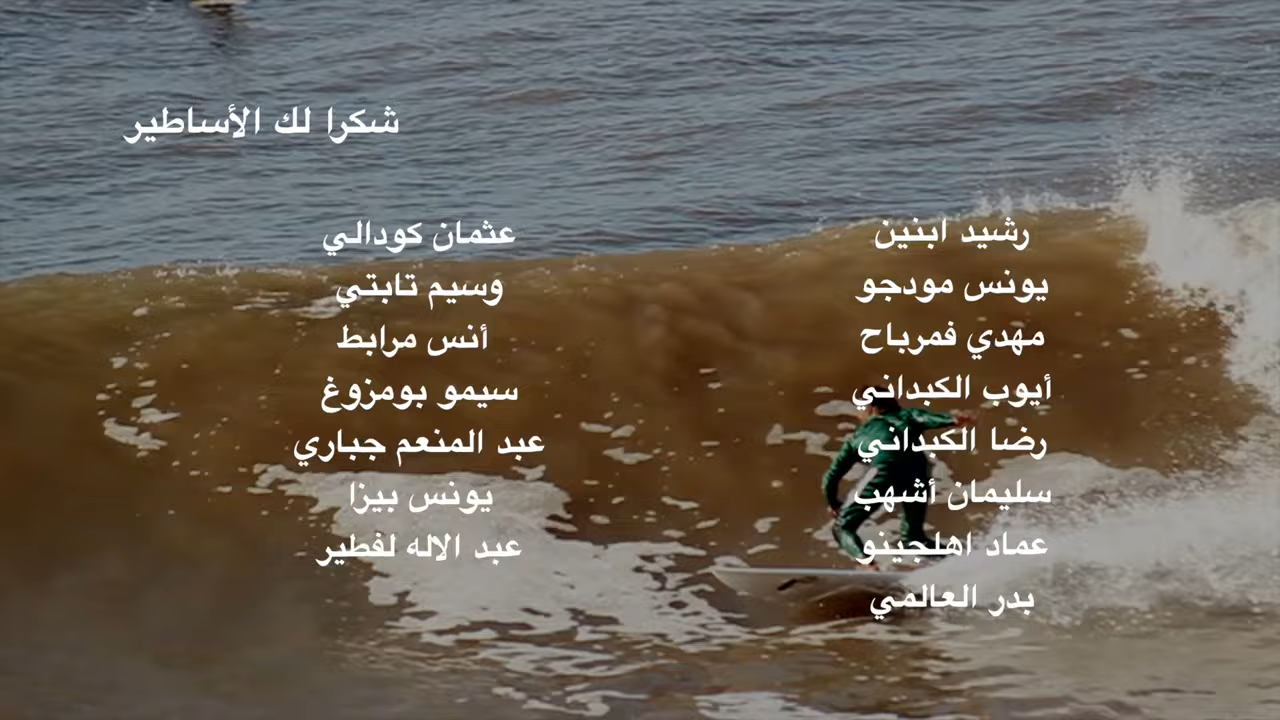 شكرا لك الأساطير
رشيد ابنين
يونس مودجو
مهدي فمرباح
أيوب الكبداني
رضا الكبداني
سليمان أشهب
عماد اهلجينو
بدر العالمي
عثمان كودالي
وسيم تابتي
أنس مرابط
سيمو بومزوغ
عبد المنعم جباري
يونس بيزا
عبد الاله لفطير